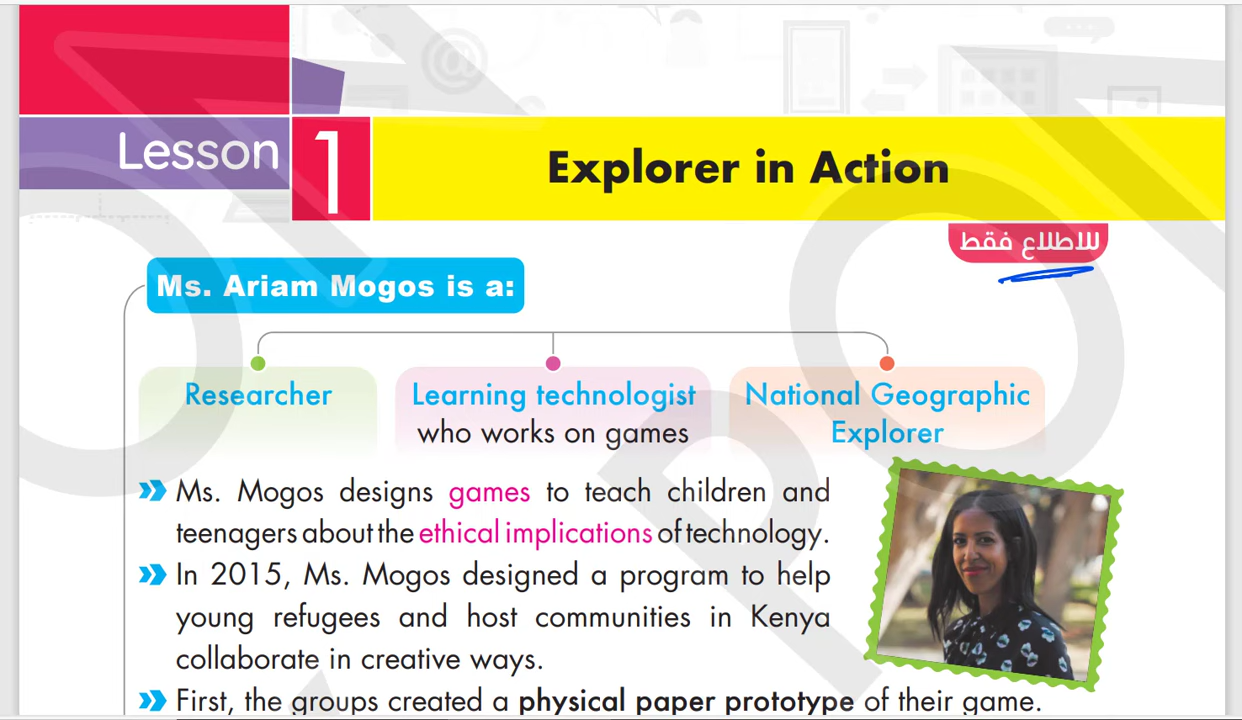 Lesson
1
Explorer in Action
للاطلاع فقط
Ms. Ariam Mogos is a:
Researcher
Learning technologist
who works on games
National Geographic
Explorer
Ms. Mogos designs games to teach children and
teenagers about the ethical implications of technology.
In 2015, Ms. Mogos designed a program to help
young refugees and host communities in Kenya
collaborate in creative ways.
First, the groups created a physical paper prototype of their game.